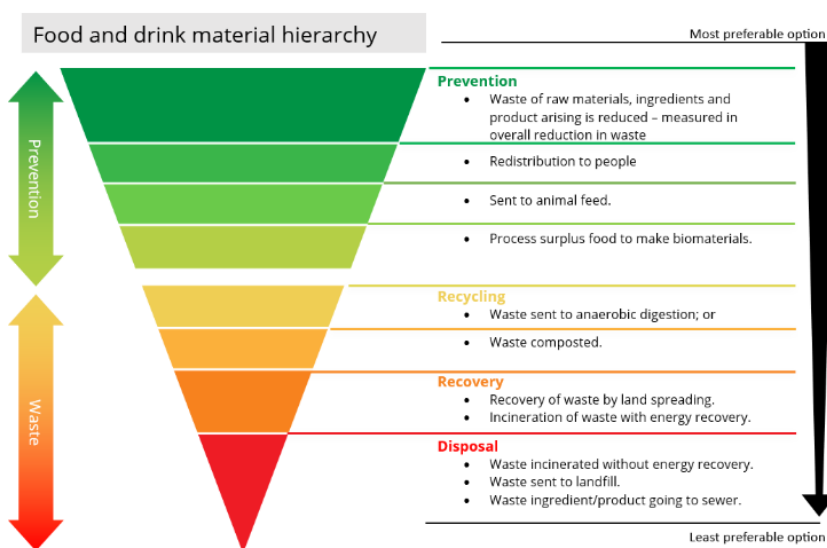 Food and drink material hierarchy
Most preferable option
Prevention
• Waste of raw materials, ingredients and
product arising is reduced – measured in
overall reduction in waste
• Redistribution to people
• Sent to animal feed.
• Process surplus food to make biomaterials.
Prevention
Recycling
• Waste sent to anaerobic digestion; or
• Waste composted.
Recovery
• Recovery of waste by land spreading.
• Incineration of waste with energy recovery.
Waste
Disposal
• Waste incinerated without energy recovery.
• Waste sent to landfill.
• Waste ingredient/product going to sewer.
Least preferable option